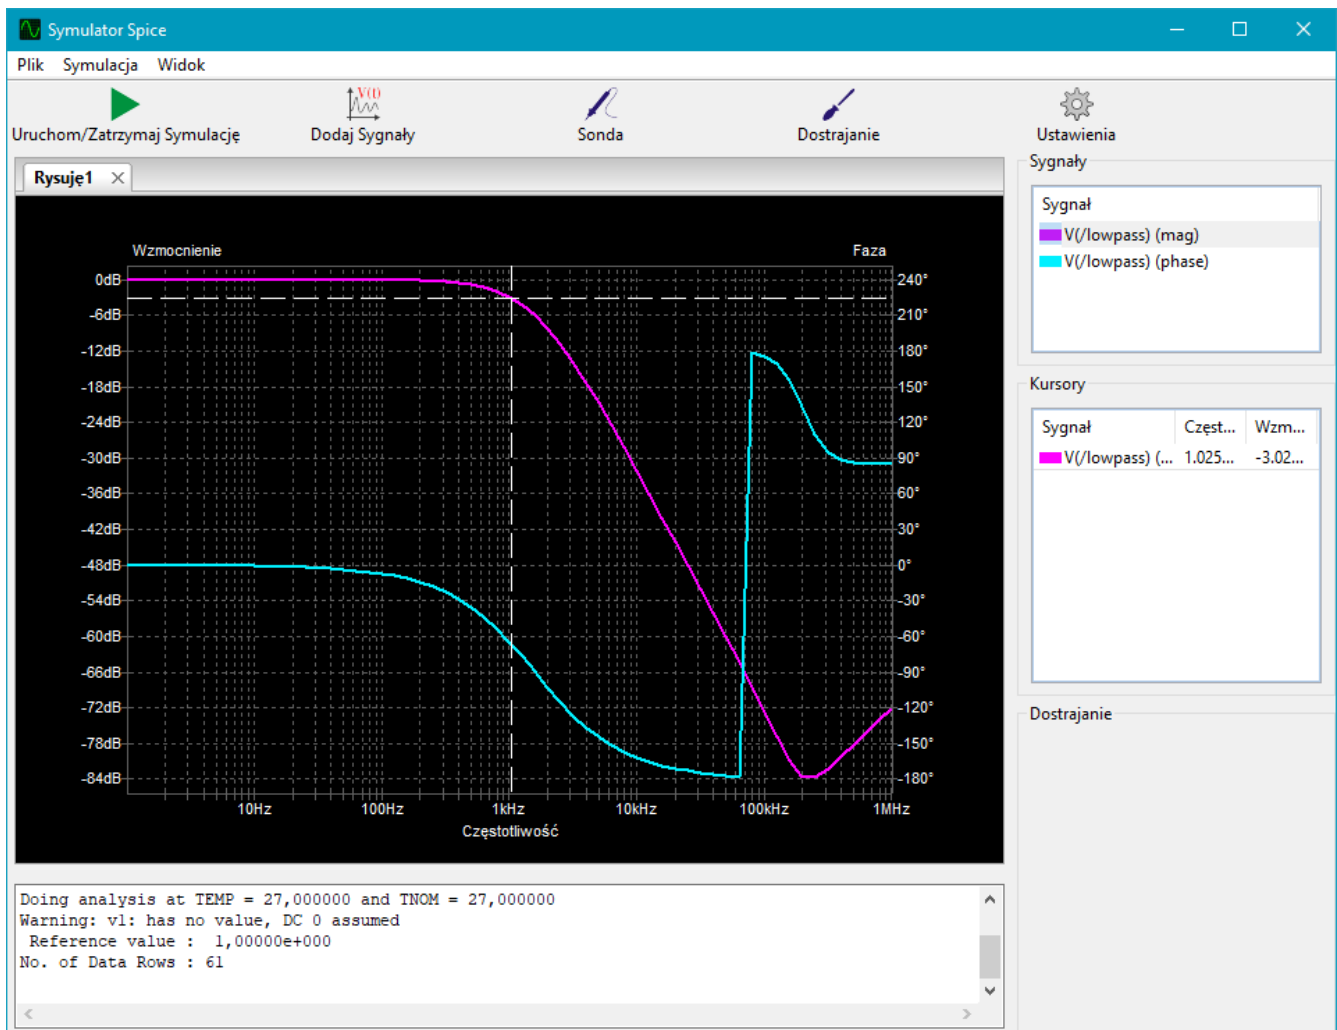 Symulator Spice
Plik Symulacja Widok
Uruchom/Zatrzymaj Symulację Dodaj Sygnały Sonda Dostrajanie Ustawienia
V(t)
Rysuję1
Wzmocnienie Faza
0dB 240°
-6dB 210°
-12dB 180°
-18dB 150°
-24dB 120°
-30dB 90°
-36dB 60°
-42dB 30°
-48dB 0°
-54dB -30°
-60dB -60°
-66dB -90°
-72dB -120°
-78dB -150°
-84dB -180°
10Hz 100Hz 1kHz 10kHz 100kHz 1MHz
Częstotliwość
Sygnały
Sygnał
V(/lowpass) (mag)
V(/lowpass) (phase)
Kursory
Sygnał Częst... Wzm...
V(/lowpass) (... 1.025... -3.02...
Dostrajanie
Doing analysis at TEMP = 27,000000 and TNOM = 27,000000
Warning: v1: has no value, DC 0 assumed
Reference value : 1,00000e+000
No. of Data Rows : 61